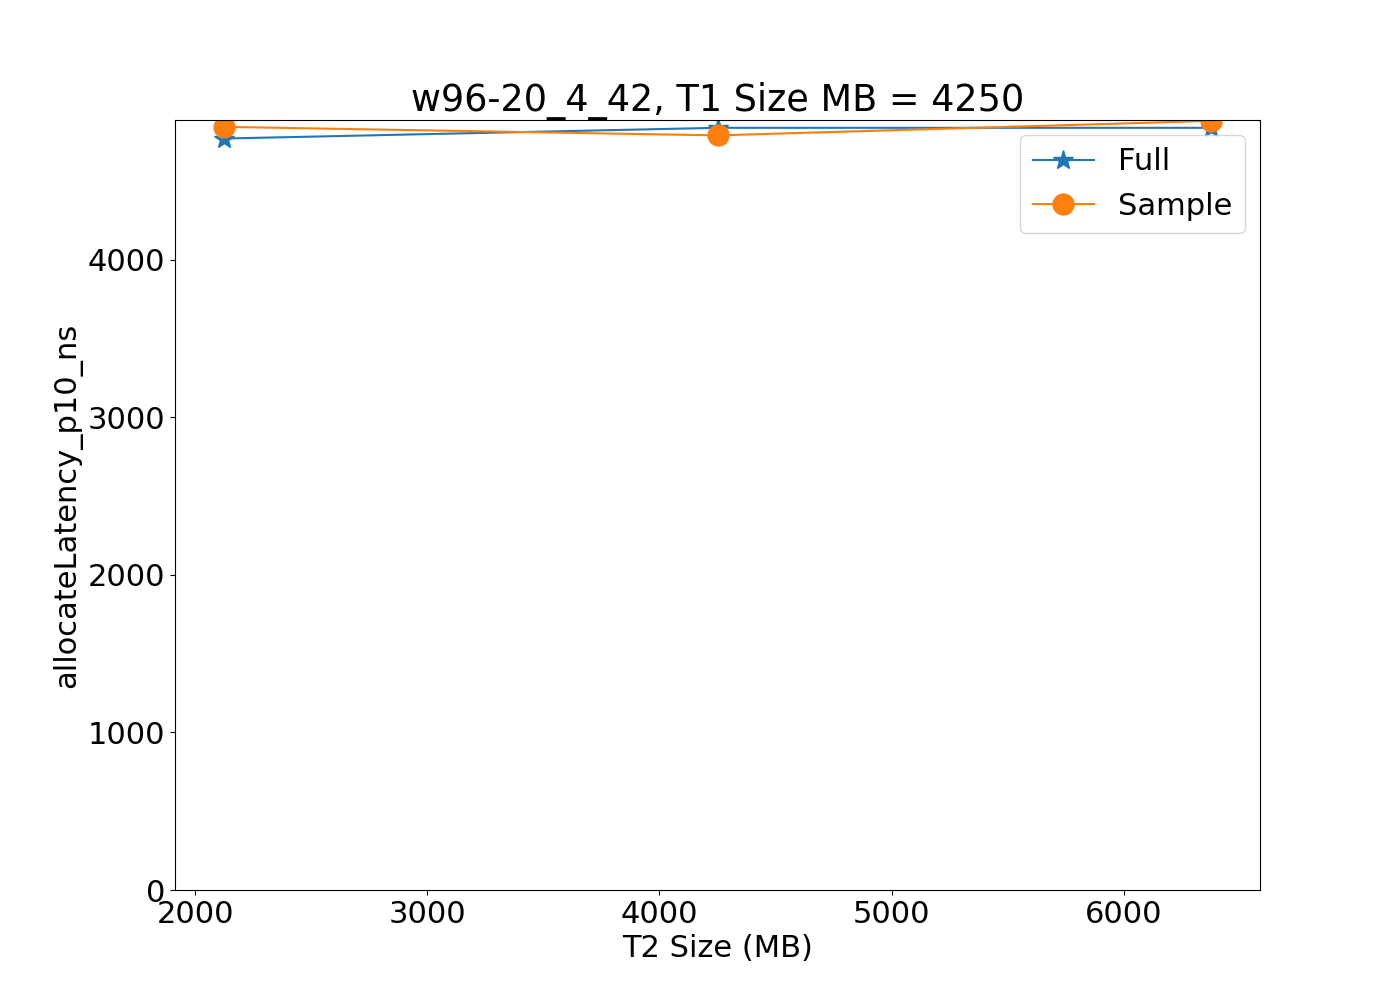 w96-20_4_42, T1 Size MB = 4250
Full
Sample
4000
3000
2000
1000
0
allocateLatency_p10_ns
2000 3000 4000 5000 6000
T2 Size (MB)